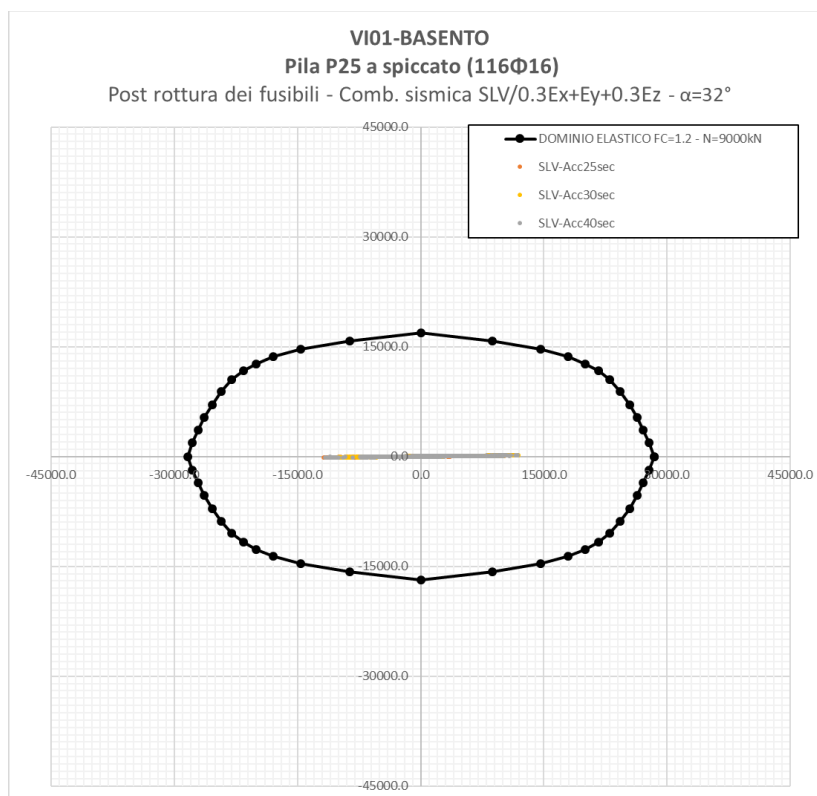 VI01-BASENTO
Pila P25 a spiccato (116Φ16)
Post rottura dei fusibili - Comb. sismica SLV/0.3Ex+Ey+0.3Ez - α=32°
45000.0
DOMINIO ELASTICO FC=1.2 - N=9000kN
SLV-Acc25sec
SLV-Acc30sec
SLV-Acc40sec
30000.0
15000.0
0.0
-45000.0 -30000.0 -15000.0 0.0 15000.0 30000.0 45000.0
-15000.0
-30000.0
-45000.0